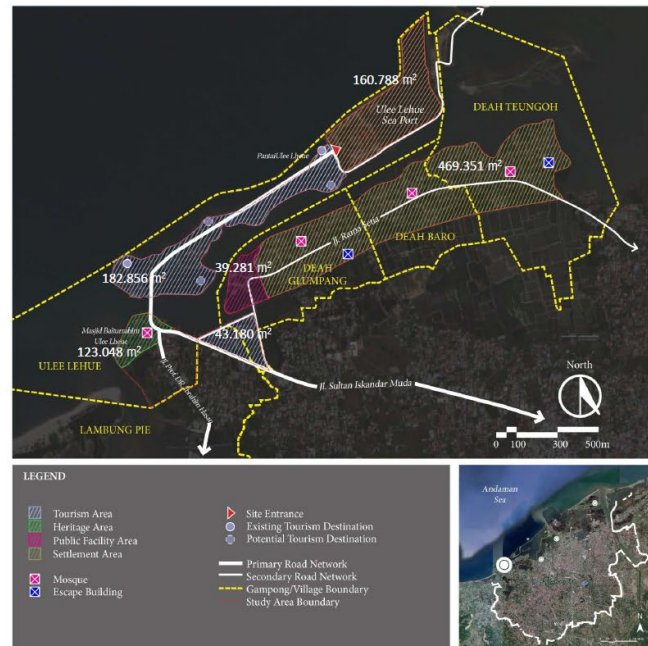 160.788 m²
Ulee Lehue
Sea Port
DEAH TEUNGOH
PantaiUlee Lheue
469.351 m²
Jl. Rama Setia
DEAH BARO
39.281 m²
DEAH
GLUMPANG
182.856 m²
43.180 m²
Masjid Baiturrahim
Ulee Lheue
123.048 m²
ULEE LEHUE
Jl. Sultan Iskandar Muda
LAMBUNG PIE
North
0 100 300 500m
LEGEND
Tourism Area
Heritage Area
Public Facility Area
Settlement Area
Mosque
Escape Building
Site Entrance
Existing Tourism Destination
Potential Tourism Destination
Primary Road Network
Secondary Road Network
Gampong/Village Boundary
Study Area Boundary
Andaman
Sea
N